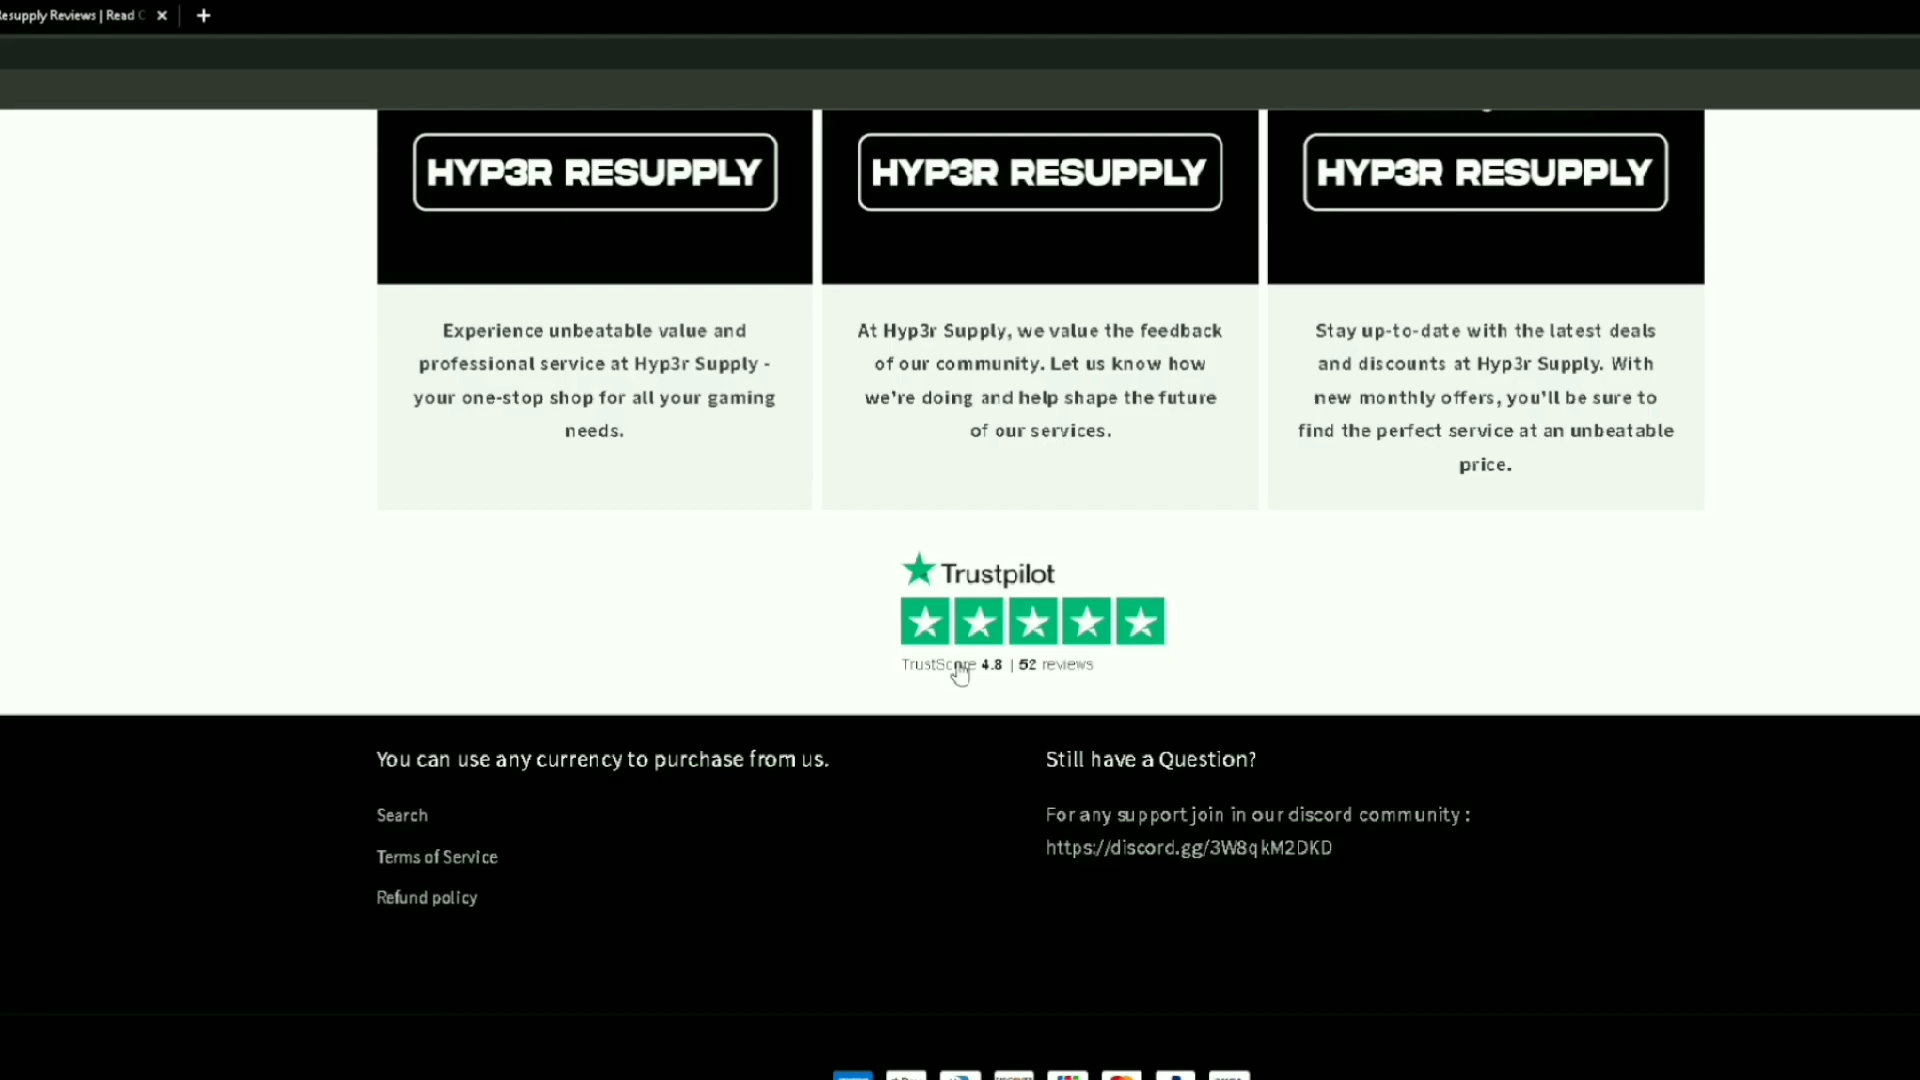 esupply Reviews | Read C
HYP3R RESUPPLY
HYP3R RESUPPLY
HYP3R RESUPPLY
Experience unbeatable value and
professional service at Hyp3r Supply -
your one-stop shop for all your gaming
needs.
At Hyp3r Supply, we value the feedback
of our community. Let us know how
we're doing and help shape the future
of our services.
Stay up-to-date with the latest deals
and discounts at Hyp3r Supply. With
new monthly offers, you'll be sure to
find the perfect service at an unbeatable
price.
Trustpilot
TrustScore 4.8 | 52 reviews
You can use any currency to purchase from us.
Search
Terms of Service
Refund policy
Still have a Question?
For any support join in our discord community :
https://discord.gg/3W8qkM2DKD